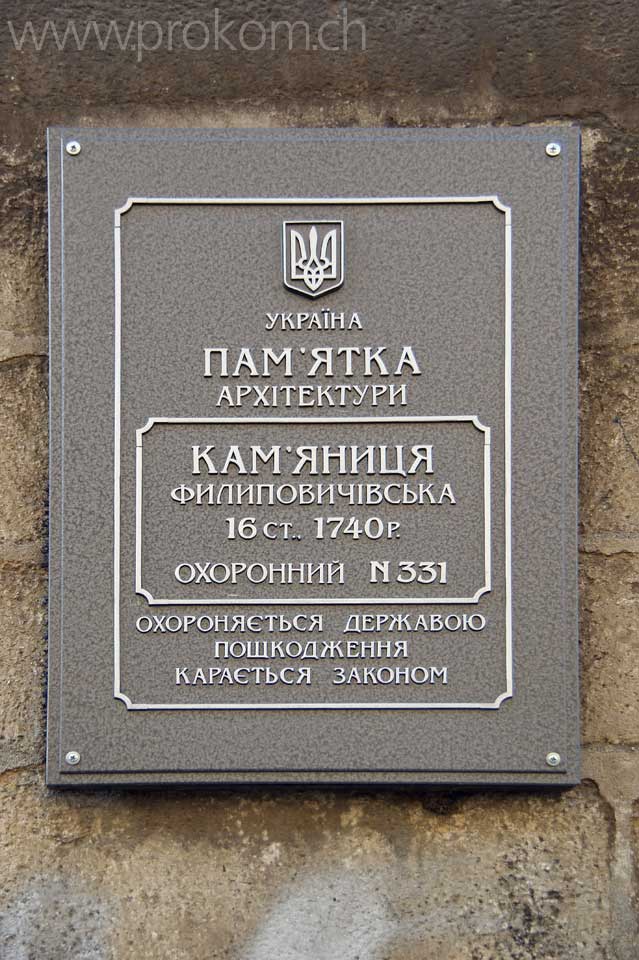 www.prokom.ch
УКРАЇНА
ПАМ'ЯТКА
АРХІТЕКТУРИ
КАМ'ЯНИЦЯ
ФИЛИПОВИЧІВСЬКА
16 СТ., 1740 Р.
ОХОРОННИЙ N 331
ОХОРОНЯЄТЬСЯ ДЕРЖАВОЮ
ПОШКОДЖЕННЯ
КАРАЄТЬСЯ ЗАКОНОМ